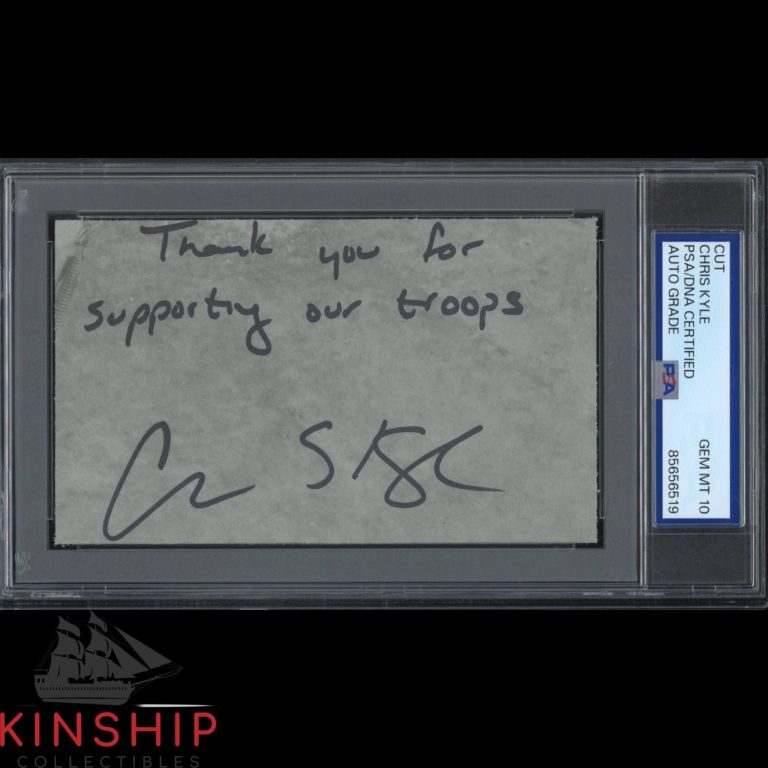 Thank you for
supporting our troops
C S Kyle
CUT
CHRIS KYLE
PSA/DNA CERTIFIED
AUTO GRADE
GEM MT 10
85656519
PSA
KINSHIP
COLLECTIBLES